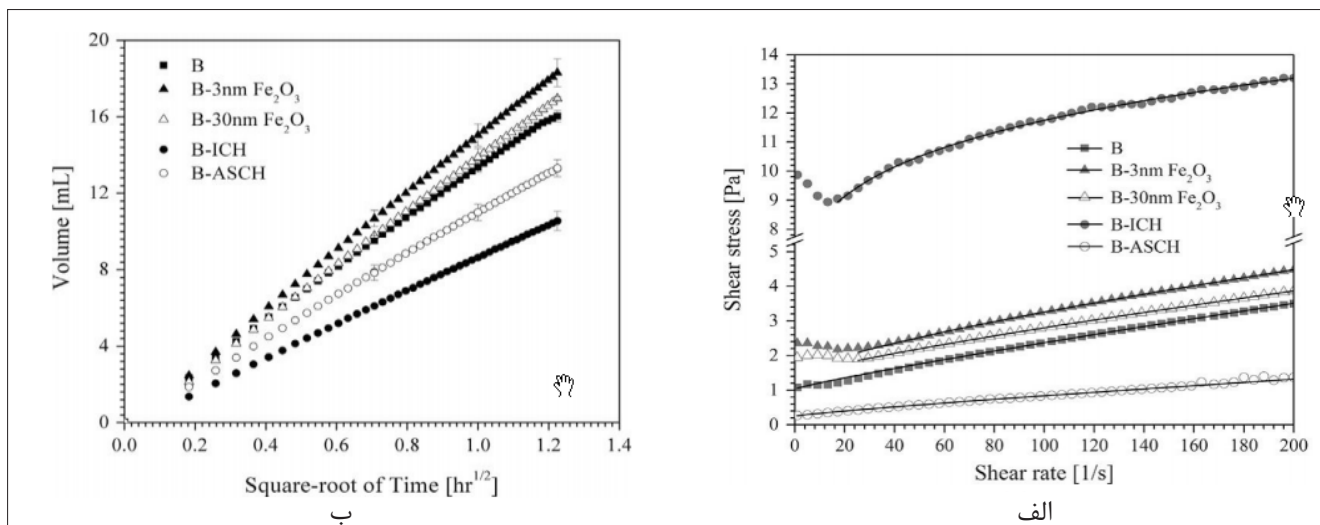 20
16
12
8
4
0
Volume [mL]
B
B-3nm Fe₂O₃
B-30nm Fe₂O₃
B-ICH
B-ASCH
0.0 0.2 0.4 0.6 0.8 1.0 1.2 1.4
Square-root of Time [hr^1/2]
ب
14
13
12
11
10
9
8
5
4
3
2
1
0
Shear stress [Pa]
B
B-3nm Fe₂O₃
B-30nm Fe₂O₃
B-ICH
B-ASCH
0 20 40 60 80 100 120 140 160 180 200
Shear rate [1/s]
الف